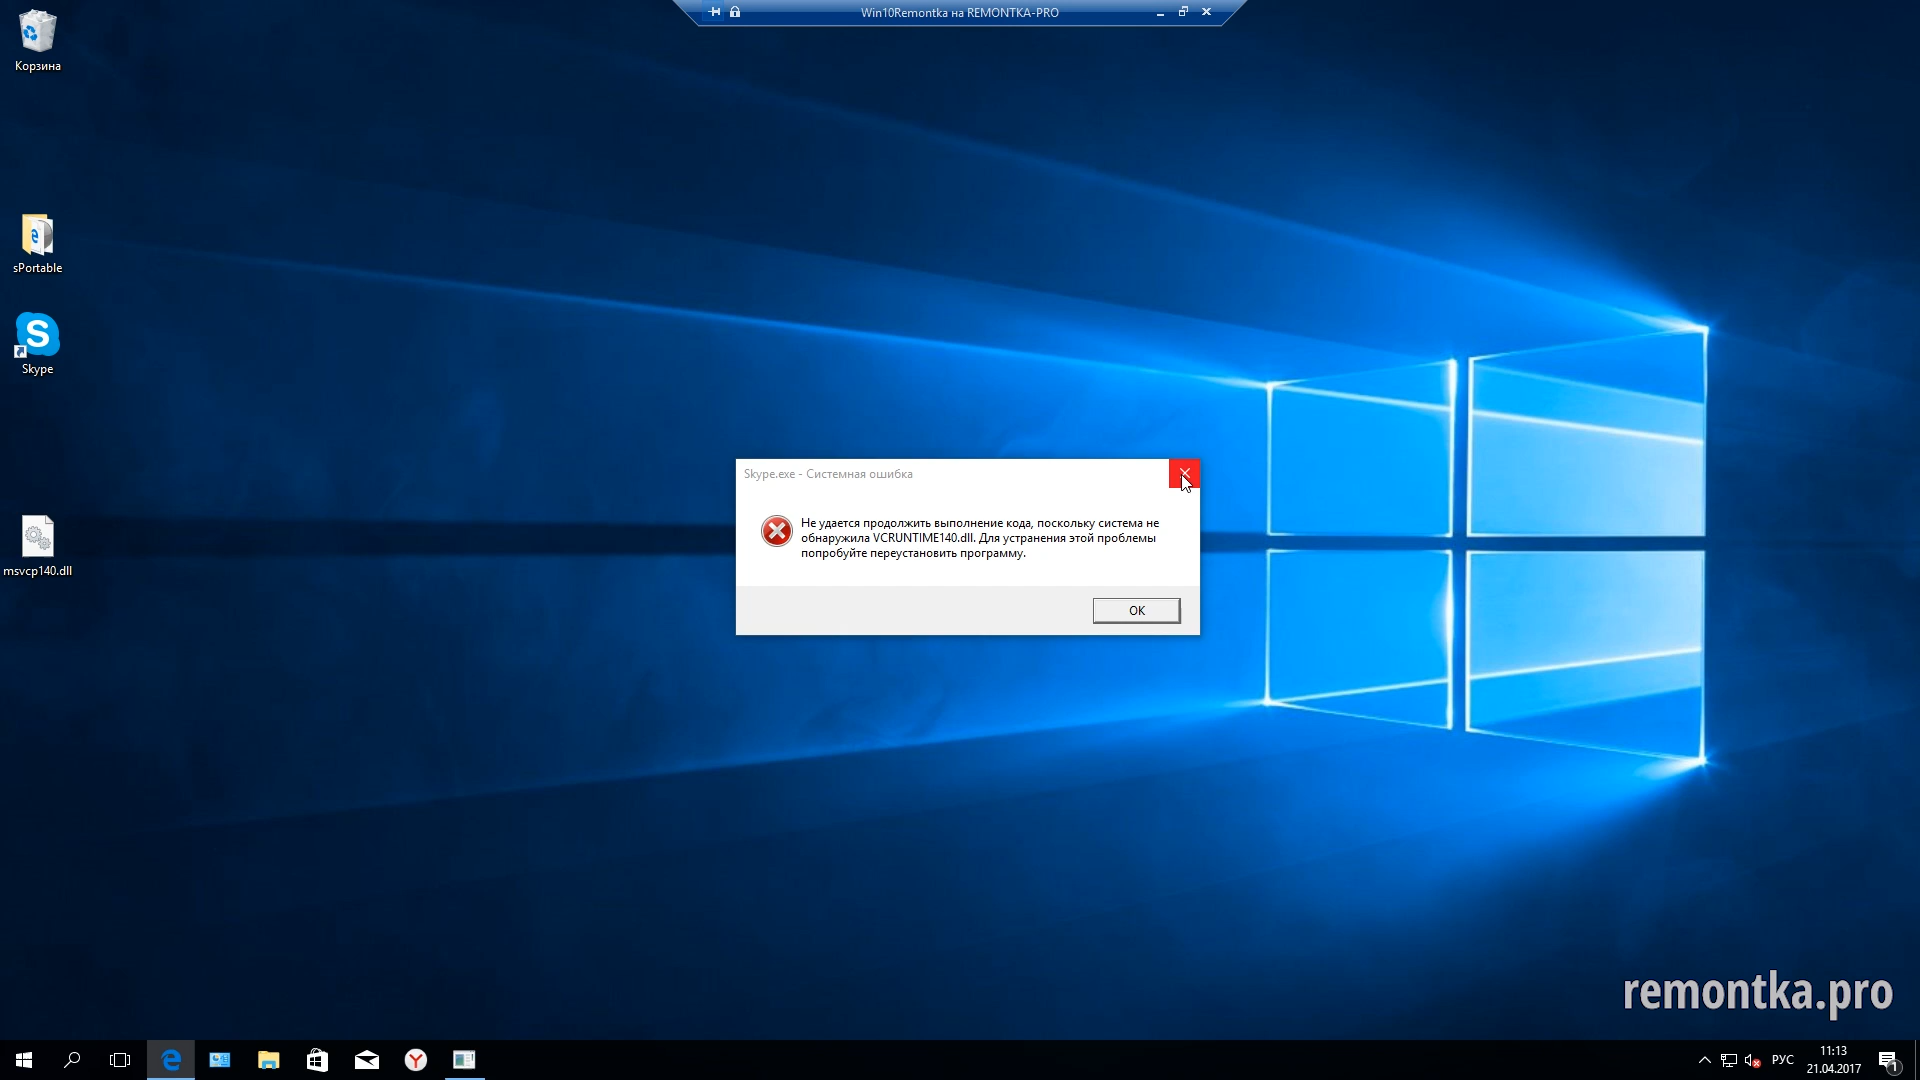 Win10Remontka на REMONTKA-PRO
Корзина
sPortable
Skype
Skype.exe - Системная ошибка
Не удается продолжить выполнение кода, поскольку система не
обнаружила VCRUNTIME140.dll. Для устранения этой проблемы
попробуйте переустановить программу.
OK
msvcp140.dll
remontka.pro
РУС
11:13
21.04.2017
1